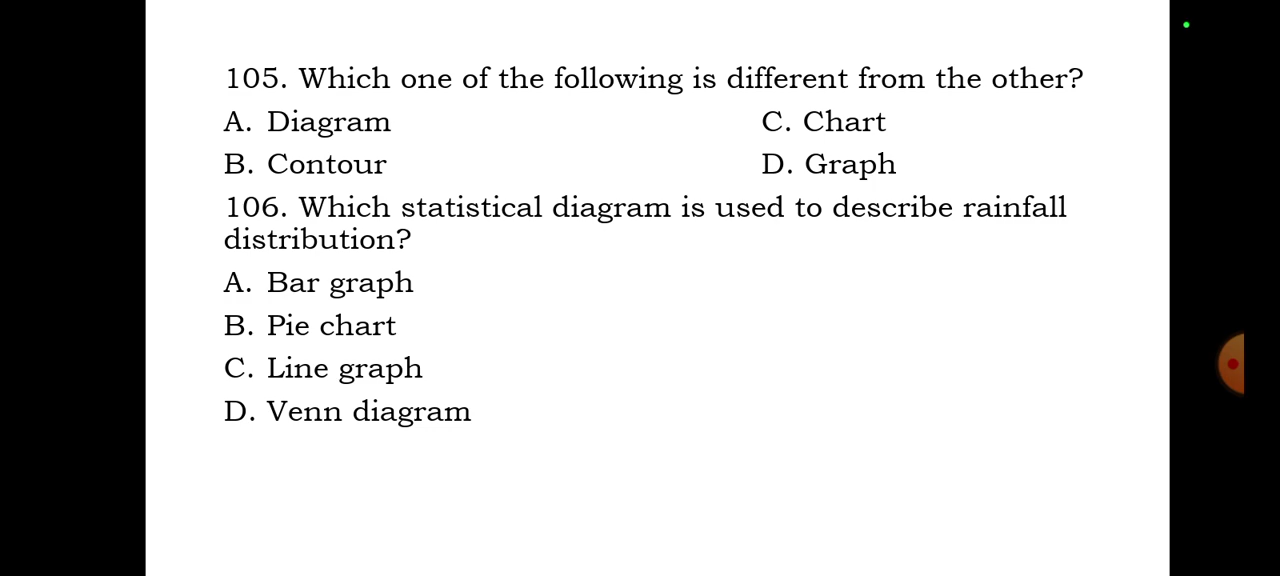 105. Which one of the following is different from the other?
A. Diagram
C. Chart
B. Contour
D. Graph
106. Which statistical diagram is used to describe rainfall
distribution?
A. Bar graph
B. Pie chart
C. Line graph
D. Venn diagram